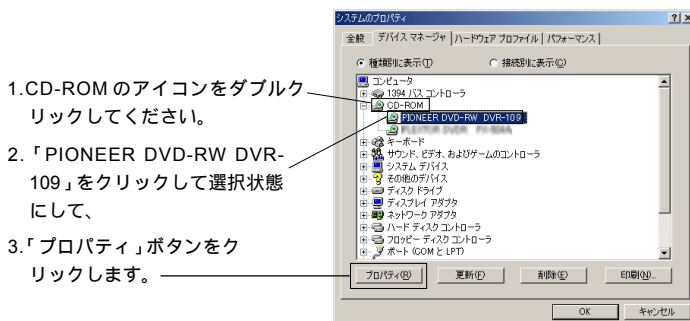 1.CD-ROM のアイコンをダブルク
リックしてください。
2.「PIONEER DVD-RW DVR-
109」をクリックして選択状態
にして、
3.「プロパティ」ボタンをク
リックします。
システムのプロパティ
全般 デバイス マネージャ ハードウェア プロファイル パフォーマンス
種類別に表示(T) 接続別に表示(C)
コンピュータ
1394 バス コントローラ
CD-ROM
PIONEER DVD-RW DVR-109
キーボード
サウンド、ビデオ、およびゲームのコントローラ
システム デバイス
その他のデバイス
ディスク ドライブ
ディスプレイ アダプタ
ネットワーク アダプタ
ハード ディスク コントローラ
フロッピー ディスク コントローラ
ポート (COM と LPT)
プロパティ(R) 更新(F) 削除(E) 印刷(N)...
OK キャンセル